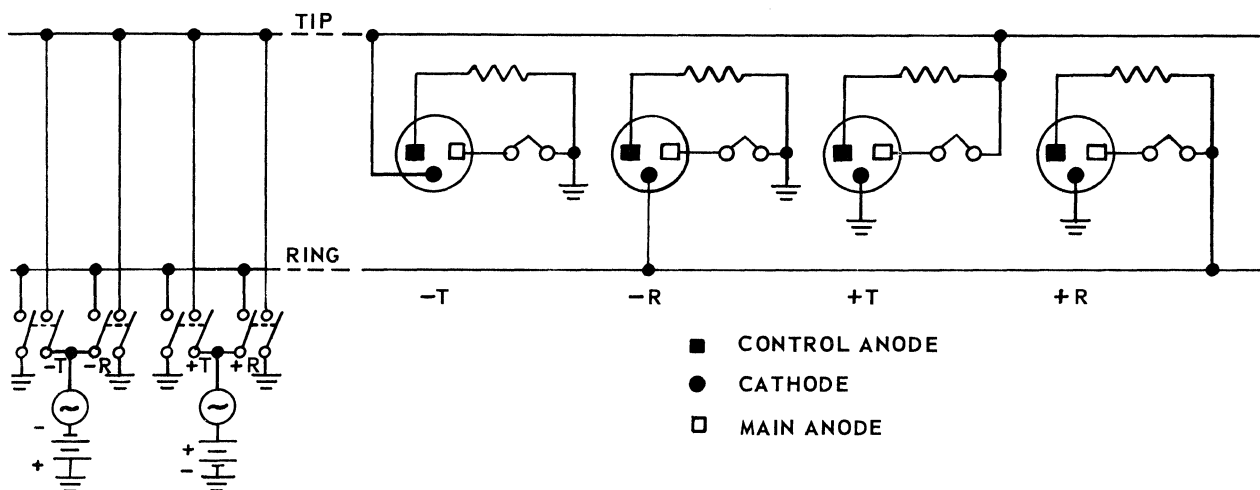 TIP
RING
-T -R +T +R
-T -R +T +R
- +
+ -
CONTROL ANODE
CATHODE
MAIN ANODE